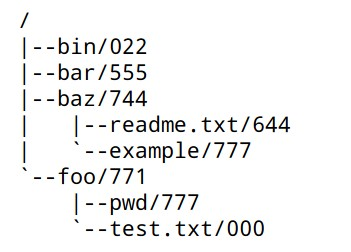 /
|--bin/022
|--bar/555
|--baz/744
|   |--readme.txt/644
|   `--example/777
`--foo/771
    |--pwd/777
    `--test.txt/000